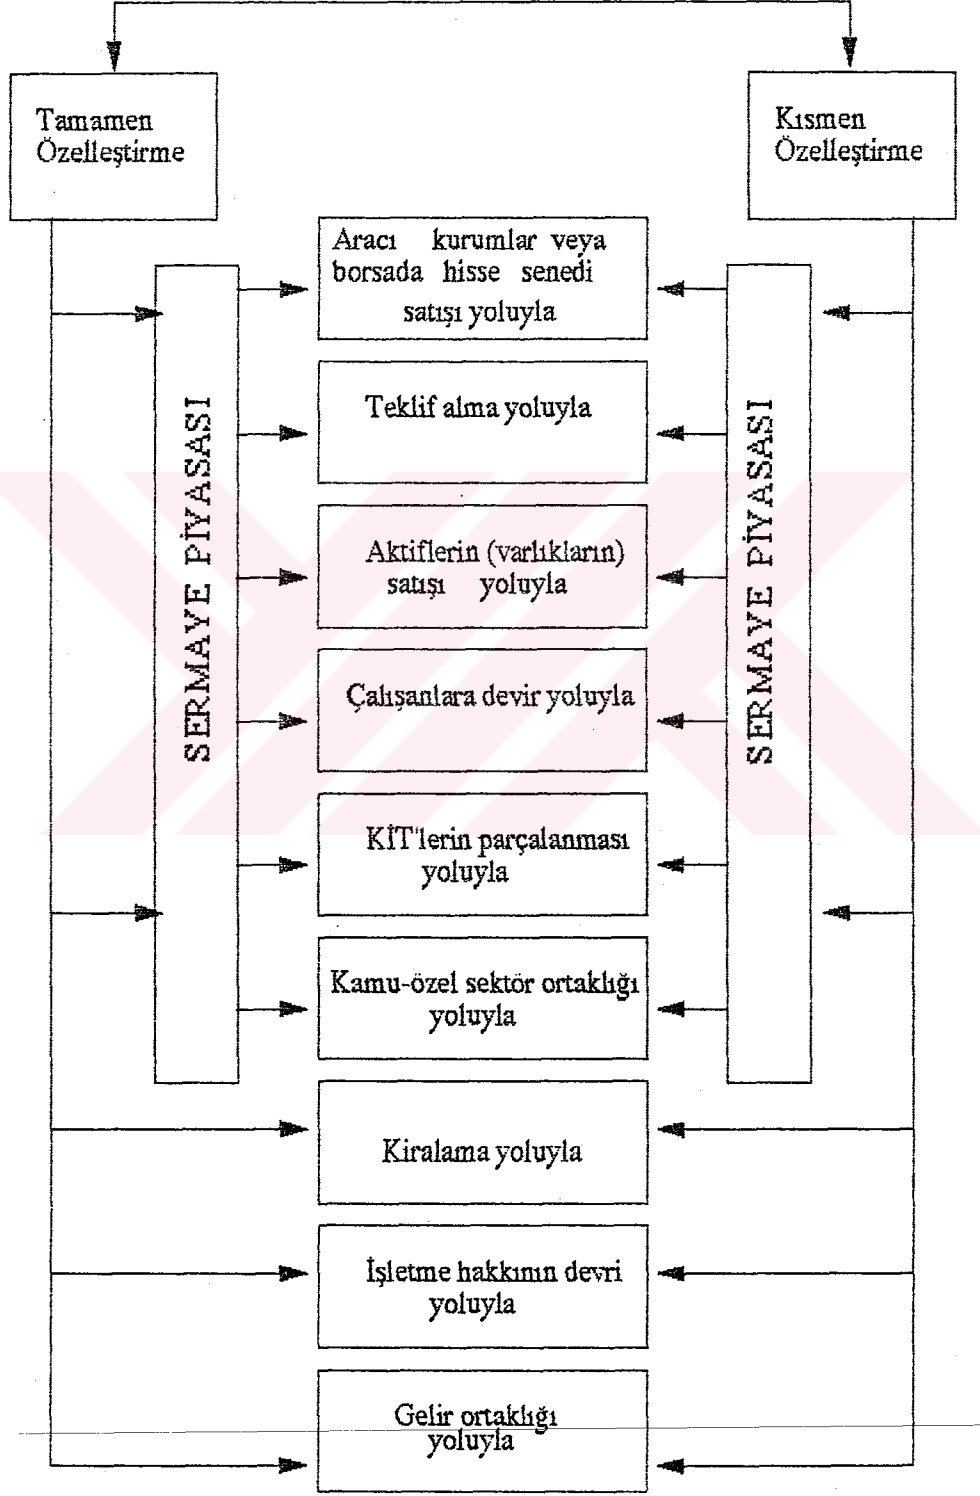 Tamamen
Özelleştirme
Kısmen
Özelleştirme
Aracı kurumlar veya
borsada hisse senedi
satışı yoluyla
Teklif alma yoluyla
Aktiflerin (varlıkların)
satışı yoluyla
Çalışanlara devir yoluyla
KİT'lerin parçalanması
yoluyla
Kamu-özel sektör ortaklığı
yoluyla
Kiralama yoluyla
İşletme hakkının devri
yoluyla
Gelir ortaklığı
yoluyla
SERMAYE PİYASASI
SERMAYE PİYASASI